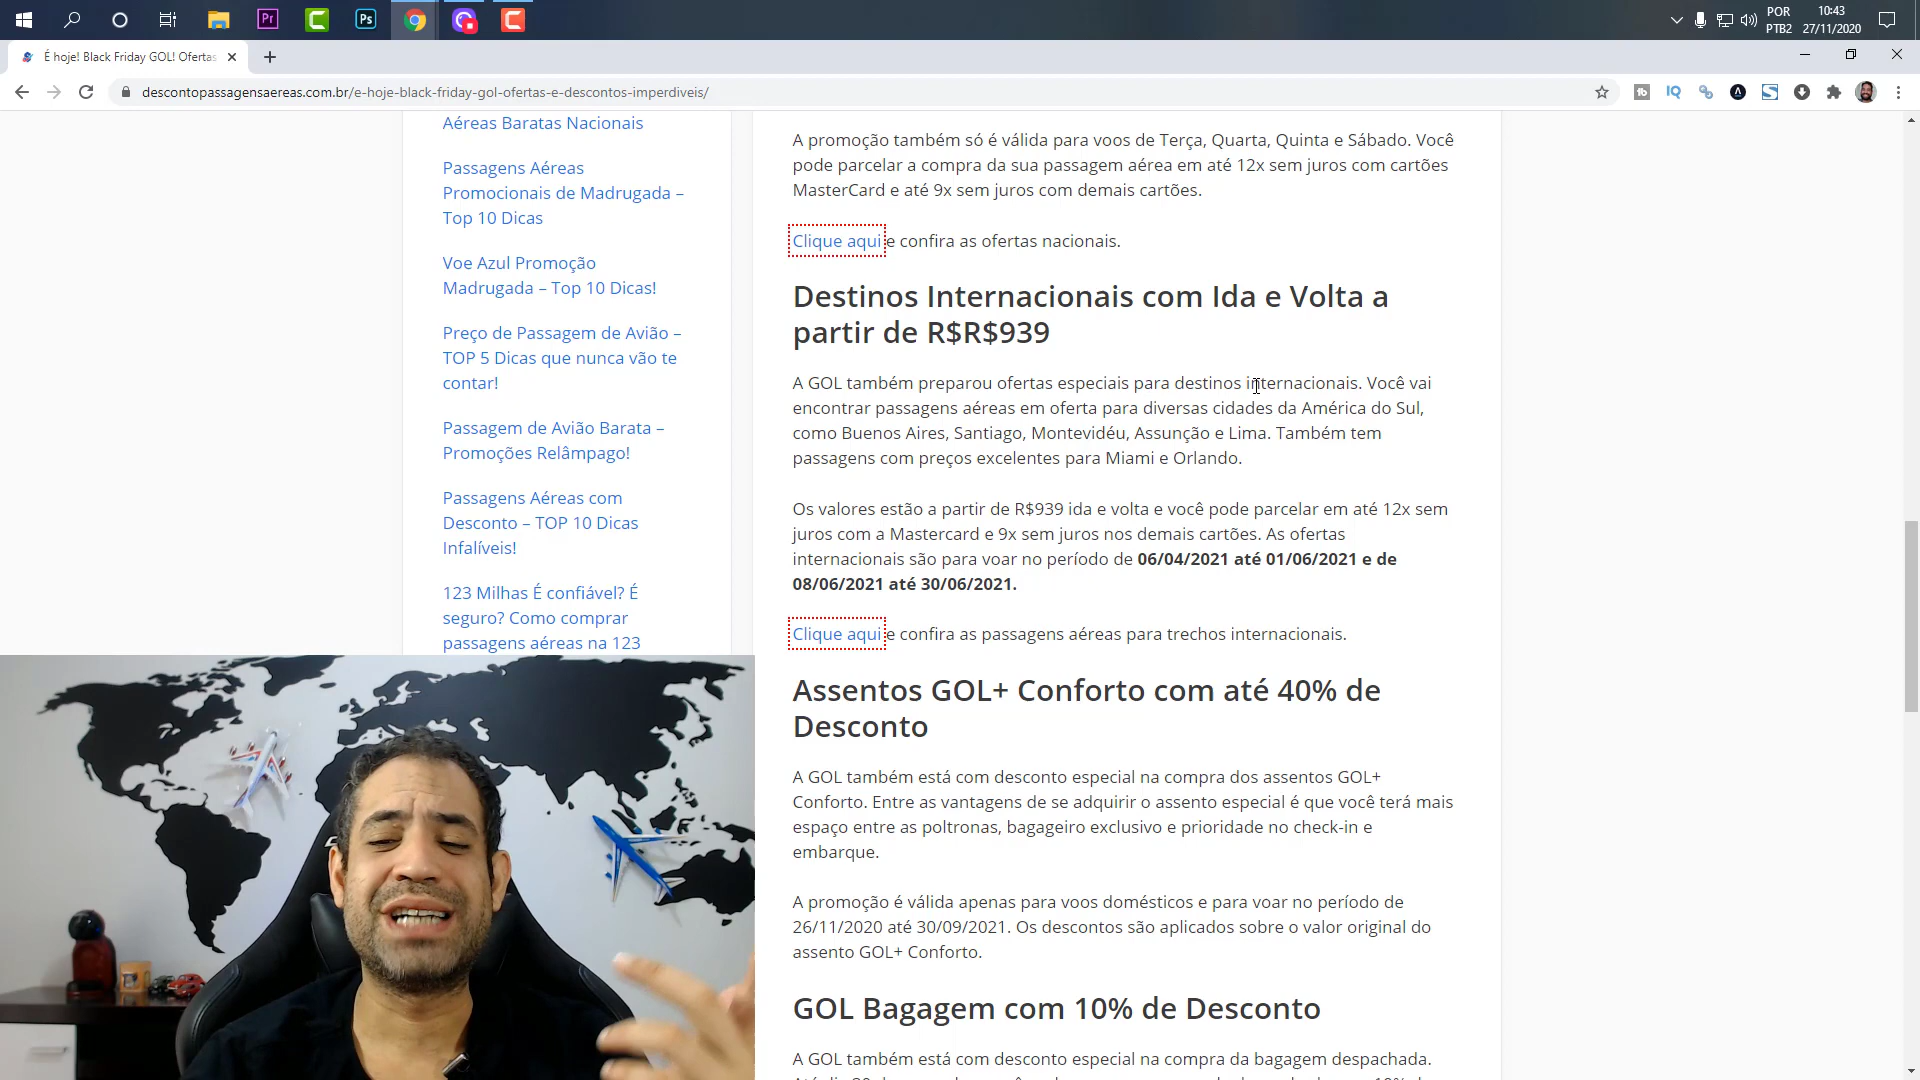 POR
PTB2
10:43
27/11/2020
É hoje! Black Friday GOL! Ofertas
descontopassagensaereas.com.br/e-hoje-black-friday-gol-ofertas-e-descontos-imperdiveis/
Aéreas Baratas Nacionais
Passagens Aéreas
Promocionais de Madrugada –
Top 10 Dicas
Voe Azul Promoção
Madrugada – Top 10 Dicas!
Preço de Passagem de Avião –
TOP 5 Dicas que nunca vão te
contar!
Passagem de Avião Barata –
Promoções Relâmpago!
Passagens Aéreas com
Desconto – TOP 10 Dicas
Infalíveis!
123 Milhas É confiável? É
seguro? Como comprar
passagens aéreas na 123
A promoção também só é válida para voos de Terça, Quarta, Quinta e Sábado. Você
pode parcelar a compra da sua passagem aérea em até 12x sem juros com cartões
MasterCard e até 9x sem juros com demais cartões.
Clique aqui e confira as ofertas nacionais.
Destinos Internacionais com Ida e Volta a
partir de R$R$939
A GOL também preparou ofertas especiais para destinos internacionais. Você vai
encontrar passagens aéreas em oferta para diversas cidades da América do Sul,
como Buenos Aires, Santiago, Montevidéu, Assunção e Lima. Também tem
passagens com preços excelentes para Miami e Orlando.
Os valores estão a partir de R$939 ida e volta e você pode parcelar em até 12x sem
juros com a Mastercard e 9x sem juros nos demais cartões. As ofertas
internacionais são para voar no período de 06/04/2021 até 01/06/2021 e de
08/06/2021 até 30/06/2021.
Clique aqui e confira as passagens aéreas para trechos internacionais.
Assentos GOL+ Conforto com até 40% de
Desconto
A GOL também está com desconto especial na compra dos assentos GOL+
Conforto. Entre as vantagens de se adquirir o assento especial é que você terá mais
espaço entre as poltronas, bagageiro exclusivo e prioridade no check-in e
embarque.
A promoção é válida apenas para voos domésticos e para voar no período de
26/11/2020 até 30/09/2021. Os descontos são aplicados sobre o valor original do
assento GOL+ Conforto.
GOL Bagagem com 10% de Desconto
A GOL também está com desconto especial na compra da bagagem despachada.